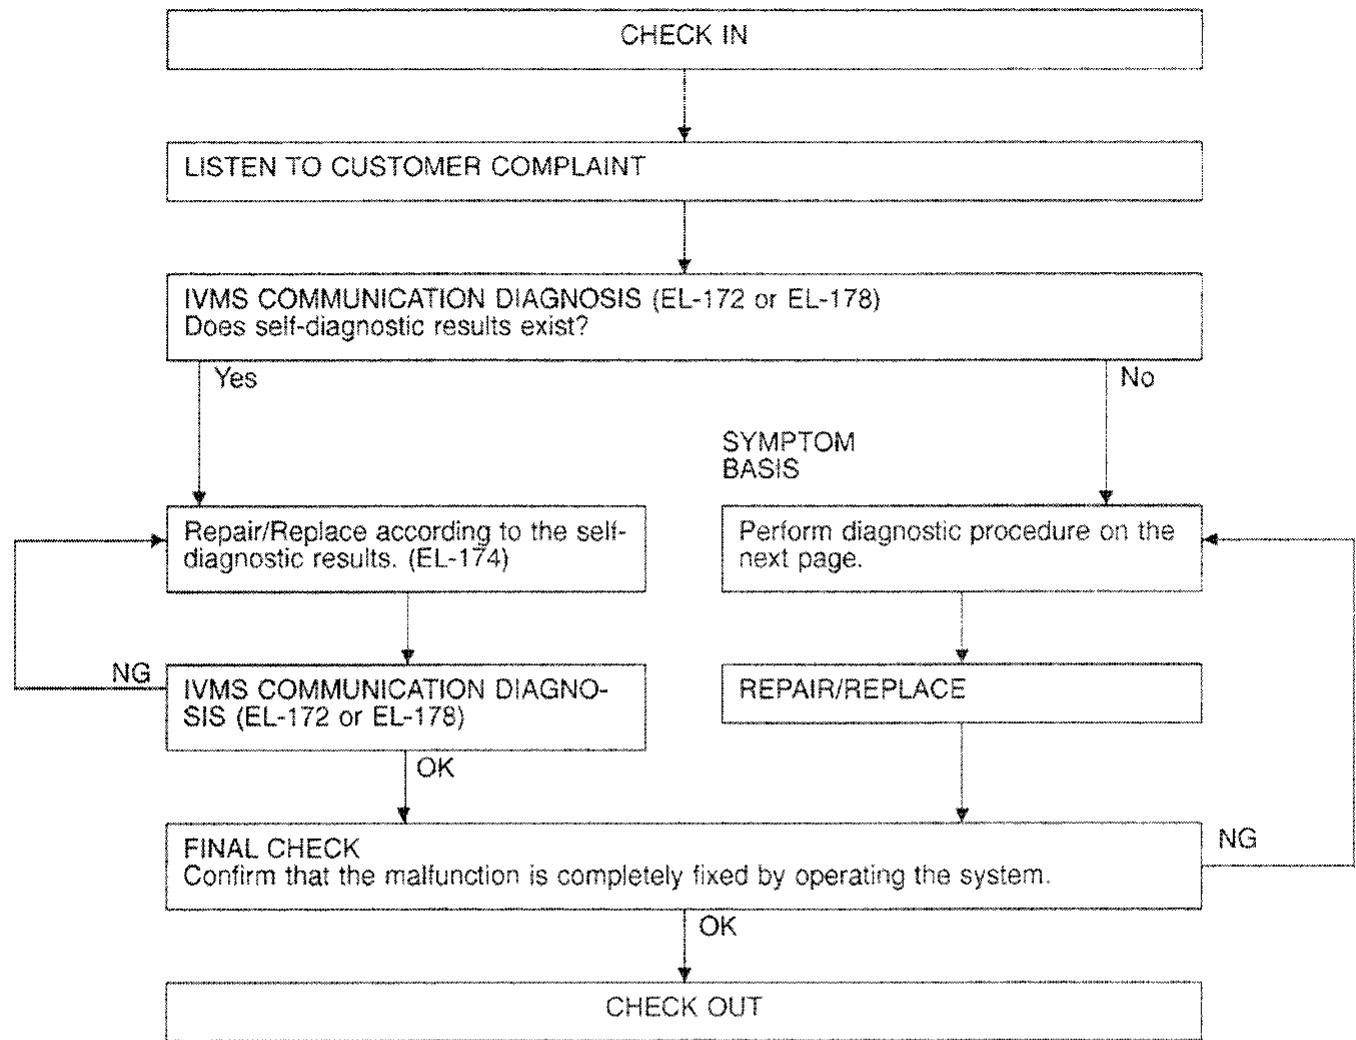 CHECK IN
LISTEN TO CUSTOMER COMPLAINT
IVMS COMMUNICATION DIAGNOSIS (EL-172 or EL-178)
Does self-diagnostic results exist?
Yes
No
SYMPTOM
BASIS
Repair/Replace according to the self-
diagnostic results. (EL-174)
Perform diagnostic procedure on the
next page.
NG
IVMS COMMUNICATION DIAGNO-
SIS (EL-172 or EL-178)
REPAIR/REPLACE
OK
FINAL CHECK
Confirm that the malfunction is completely fixed by operating the system.
NG
OK
CHECK OUT